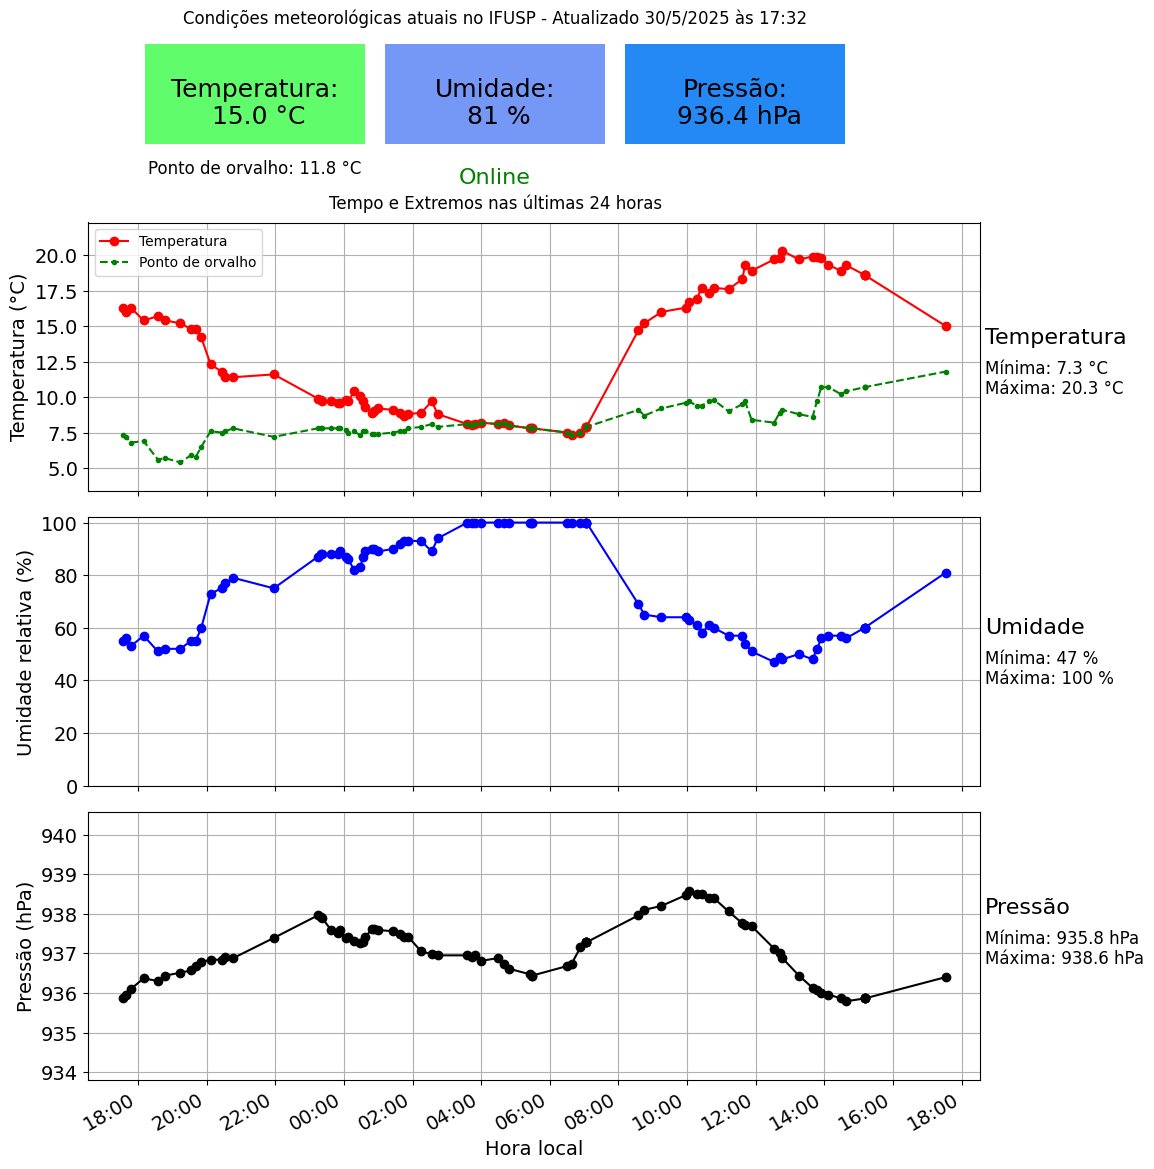 Condições meteorológicas atuais no IFUSP - Atualizado 30/5/2025 às 17:32
Temperatura:
15.0 °C
Umidade:
81 %
Pressão:
936.4 hPa
Ponto de orvalho: 11.8 °C
Online
Tempo e Extremos nas últimas 24 horas
Temperatura
Ponto de orvalho
Temperatura (°C)
20.0
17.5
15.0
12.5
10.0
7.5
5.0
Temperatura
Mínima: 7.3 °C
Máxima: 20.3 °C
Umidade relativa (%)
100
80
60
40
20
0
Umidade
Mínima: 47 %
Máxima: 100 %
Pressão (hPa)
940
939
938
937
936
935
934
Pressão
Mínima: 935.8 hPa
Máxima: 938.6 hPa
18:00 20:00 22:00 00:00 02:00 04:00 06:00 08:00 10:00 12:00 14:00 16:00 18:00
Hora local